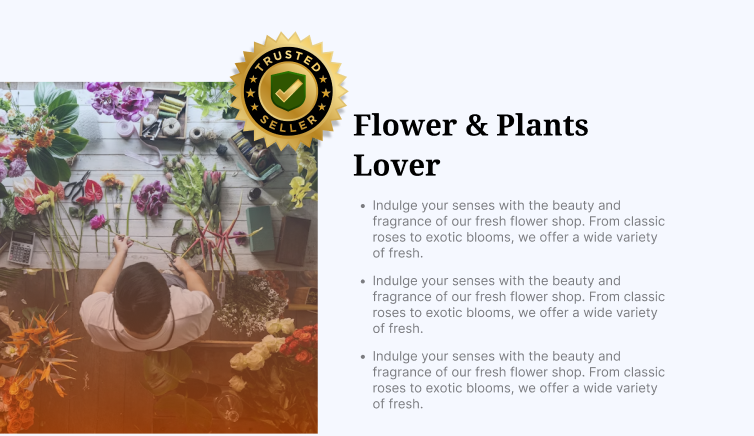 TRUSTED
SELLER
Flower & Plants
Lover
• Indulge your senses with the beauty and
fragrance of our fresh flower shop. From classic
roses to exotic blooms, we offer a wide variety
of fresh.
• Indulge your senses with the beauty and
fragrance of our fresh flower shop. From classic
roses to exotic blooms, we offer a wide variety
of fresh.
• Indulge your senses with the beauty and
fragrance of our fresh flower shop. From classic
roses to exotic blooms, we offer a wide variety
of fresh.